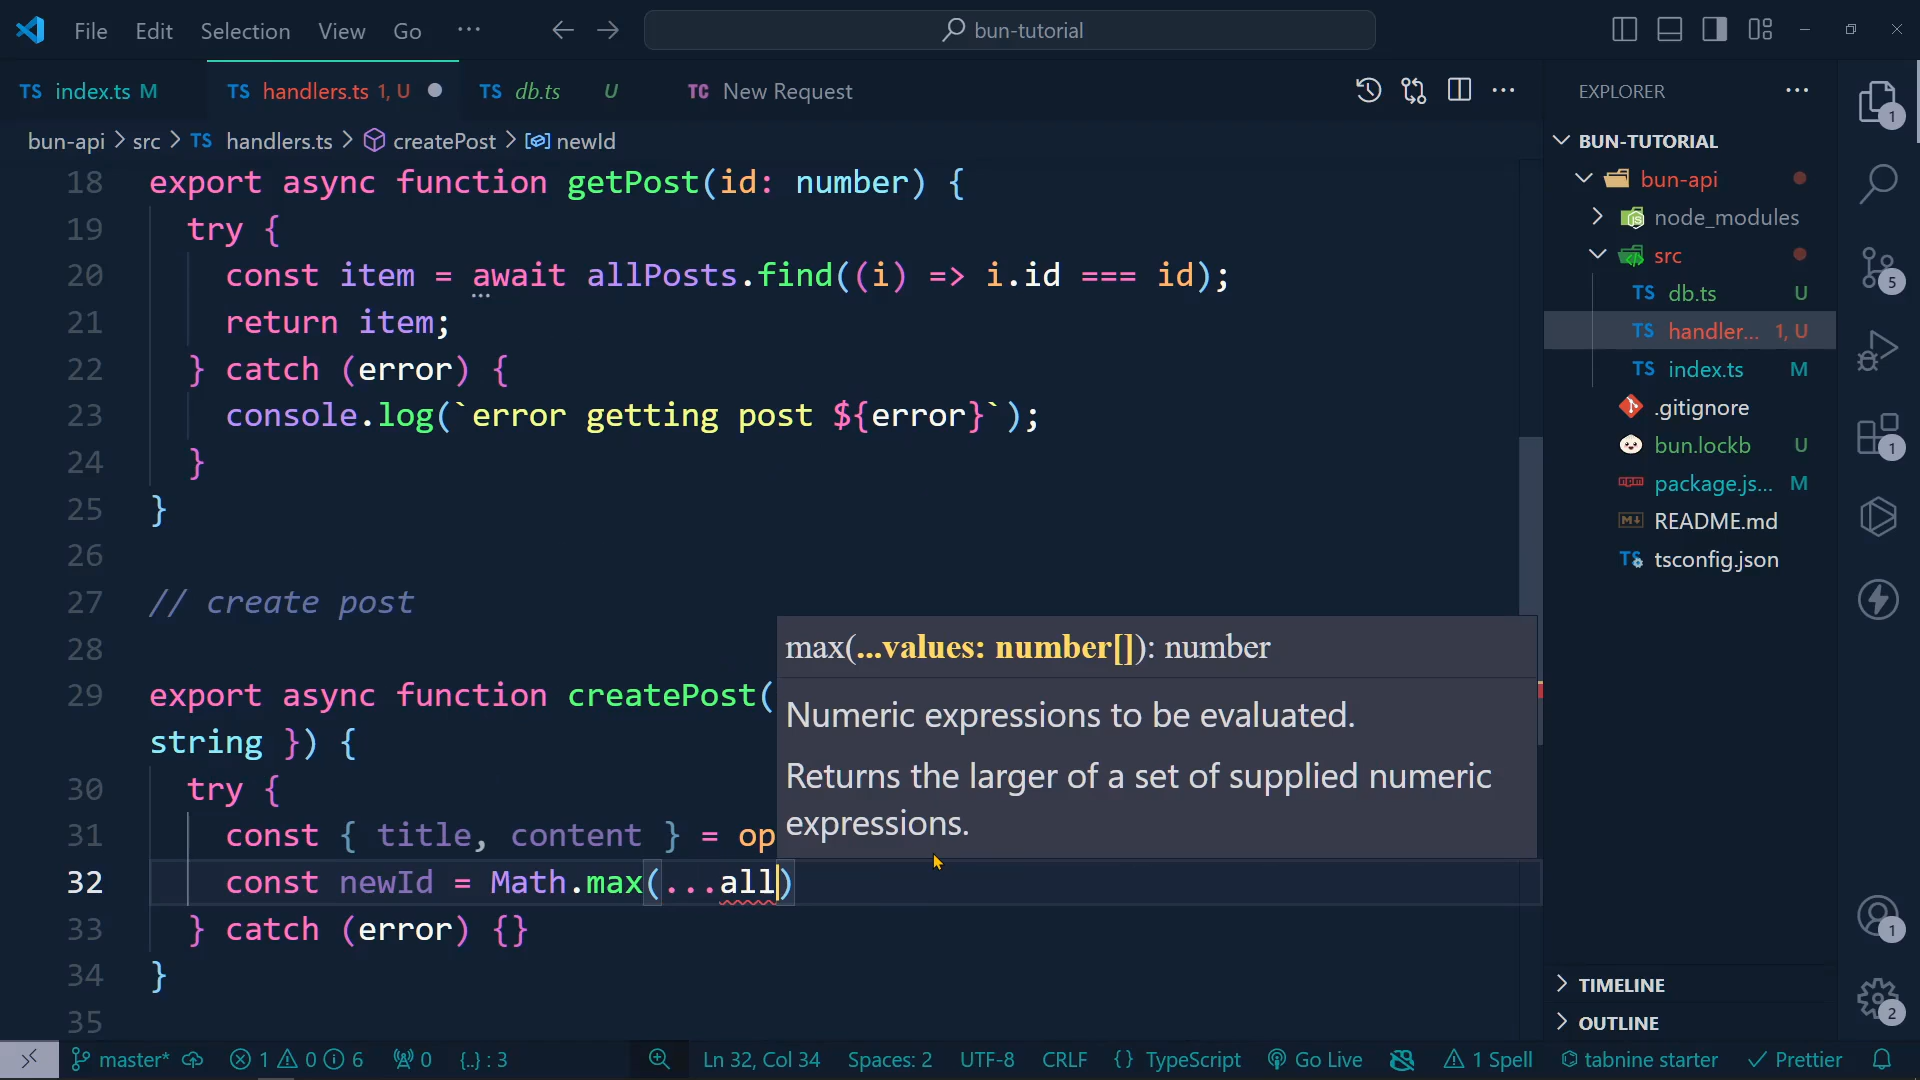 File Edit Selection View Go ··· bun-tutorial
TS index.ts M TS handlers.ts 1, U TS db.ts U TC New Request
bun-api > src > TS handlers.ts > createPost > newId
18 export async function getPost(id: number) {
19 try {
20 const item = await allPosts.find((i) => i.id === id);
21 return item;
22 } catch (error) {
23 console.log(`error getting post ${error}`);
24 }
25 }
26
27 // create post
28
29 export async function createPost(
string }) {
30 try {
31 const { title, content } = op
32 const newId = Math.max(...all)
33 } catch (error) {}
34 }
35
max(...values: number[]): number
Numeric expressions to be evaluated.
Returns the larger of a set of supplied numeric
expressions.
EXPLORER ···
BUN-TUTORIAL
bun-api
node_modules
src
TS db.ts U
TS handler... 1, U
TS index.ts M
.gitignore
bun.lockb U
package.js... M
README.md
TS tsconfig.json
TIMELINE
OUTLINE
1
5
1
1
2
master* 1 0 6 0 {..} : 3 Ln 32, Col 34 Spaces: 2 UTF-8 CRLF {} TypeScript Go Live 1 Spell tabnine starter Prettier